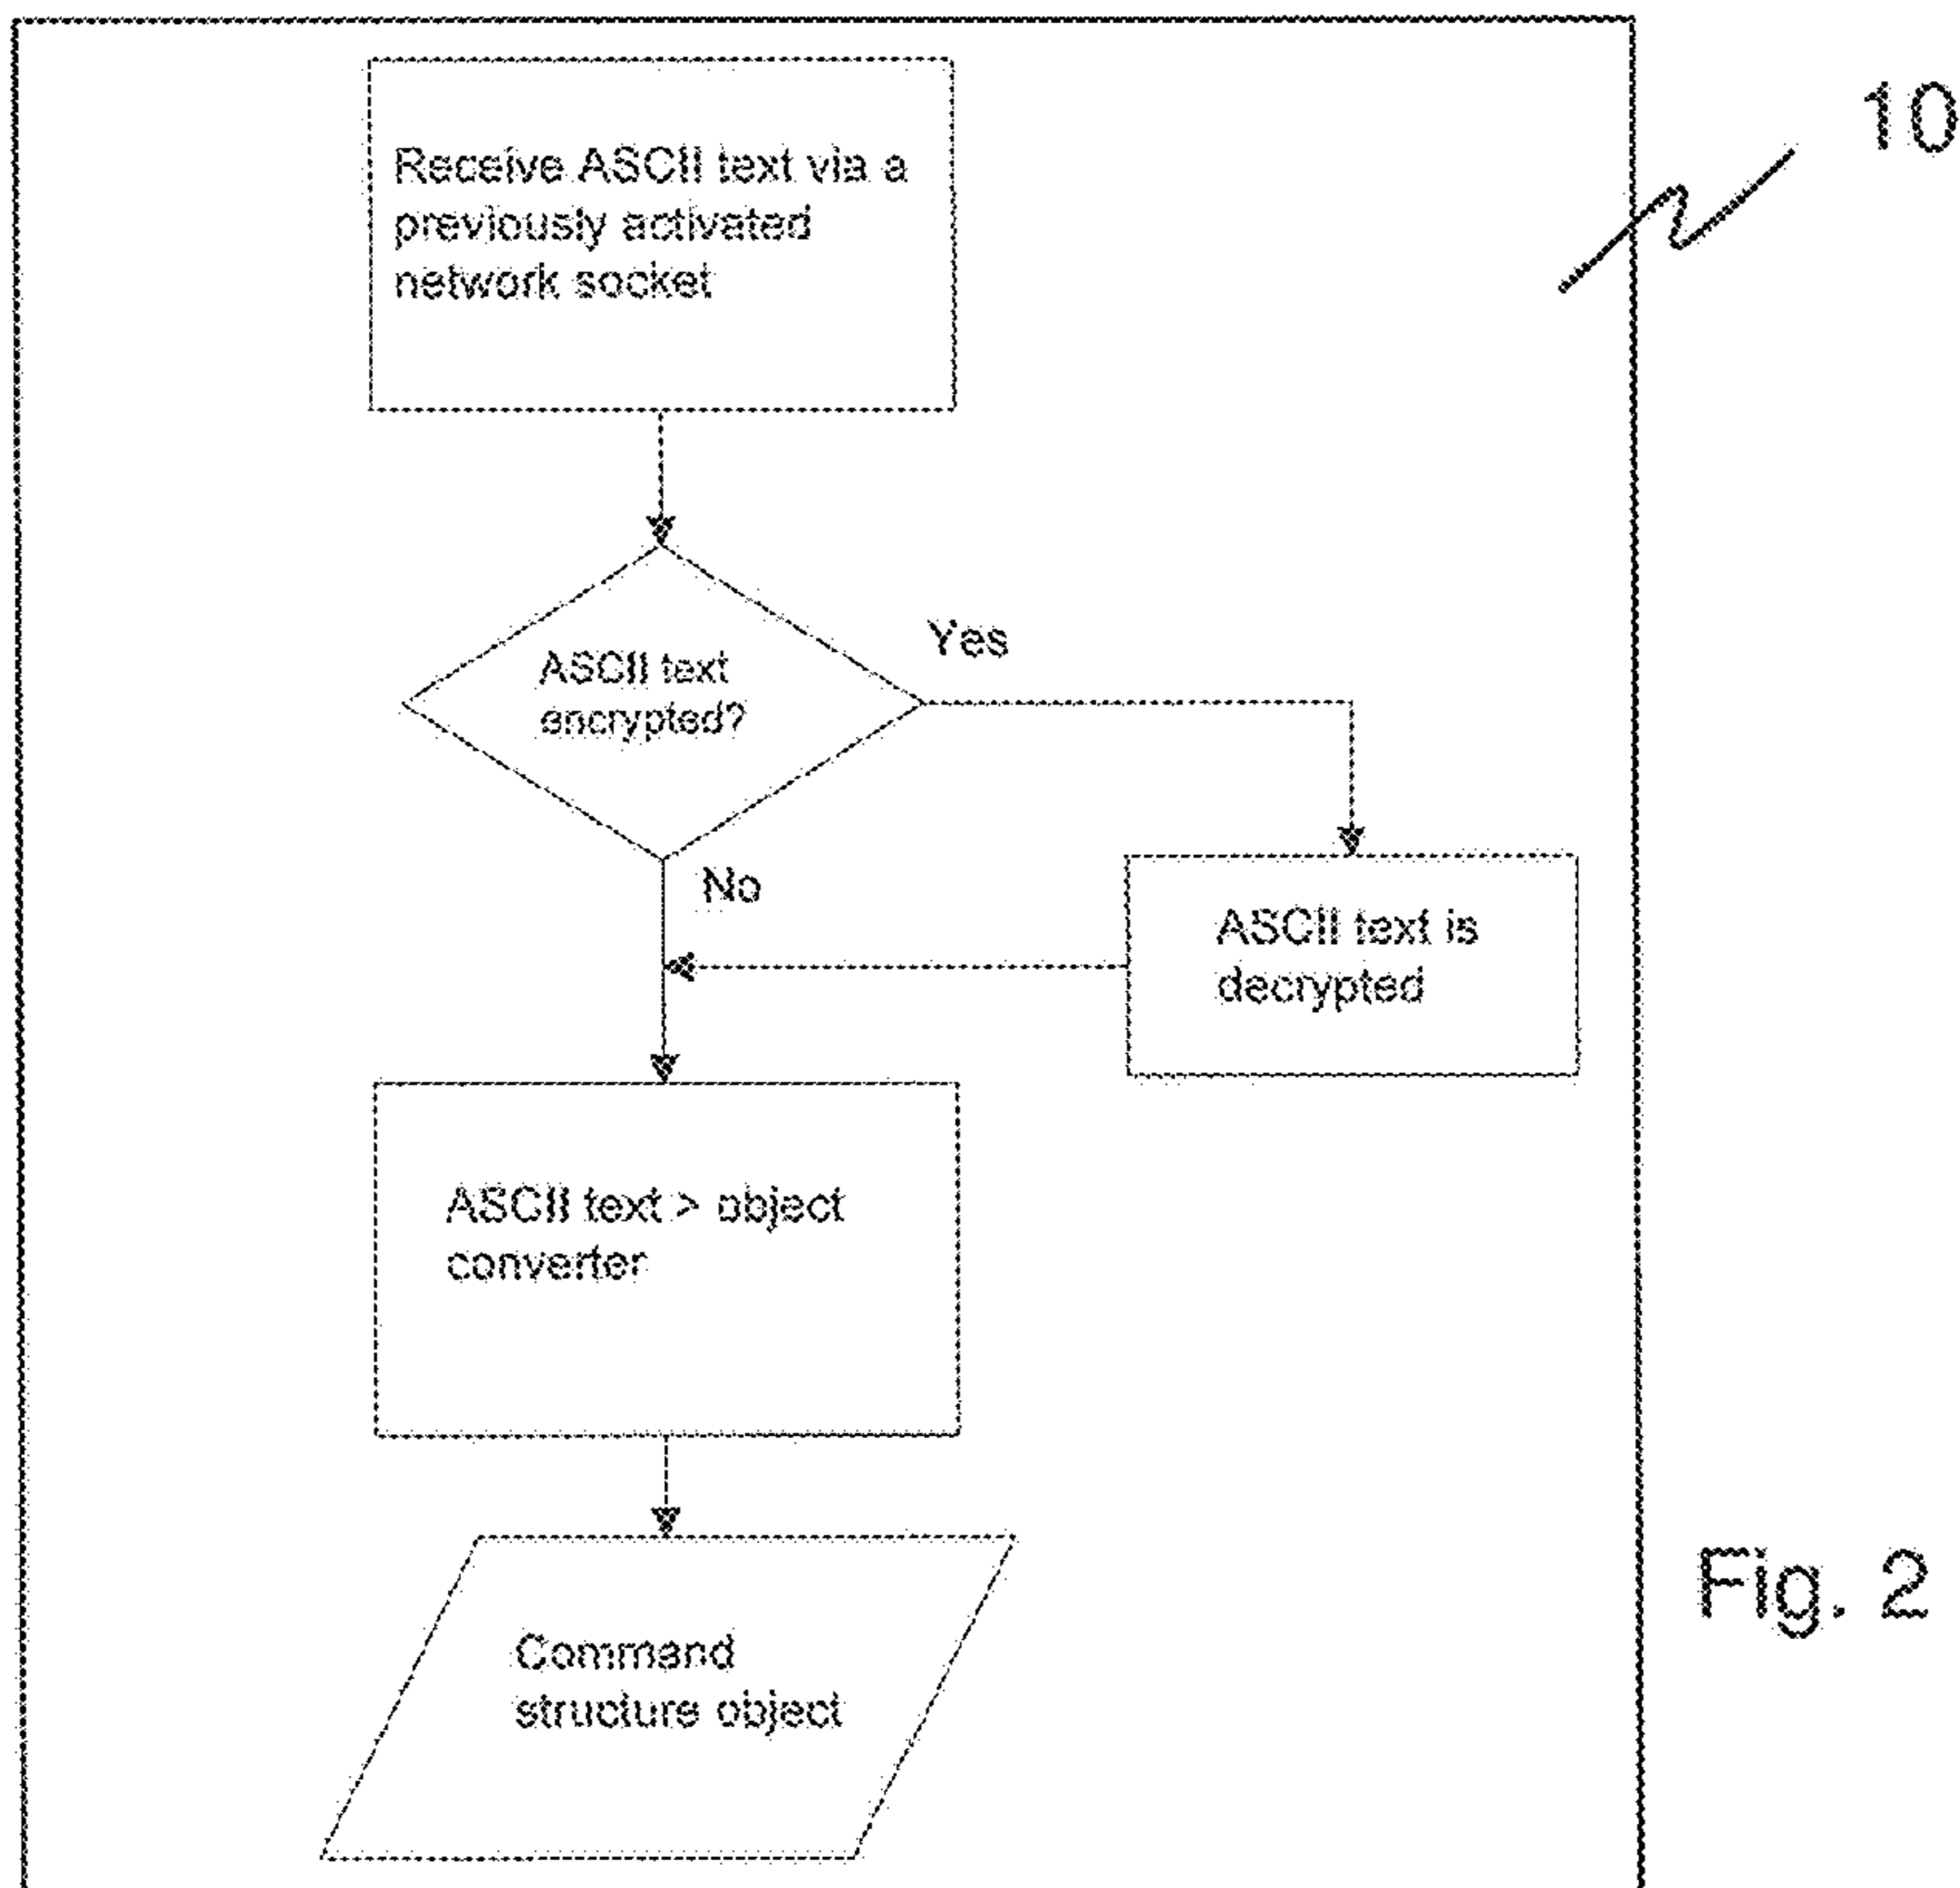 10
Receive ASCII text via a
previously activated
network socket
ASCII text
encrypted?
Yes
No
ASCII text is
decrypted
ASCII text > object
converter
Command
structure object
Fig. 2